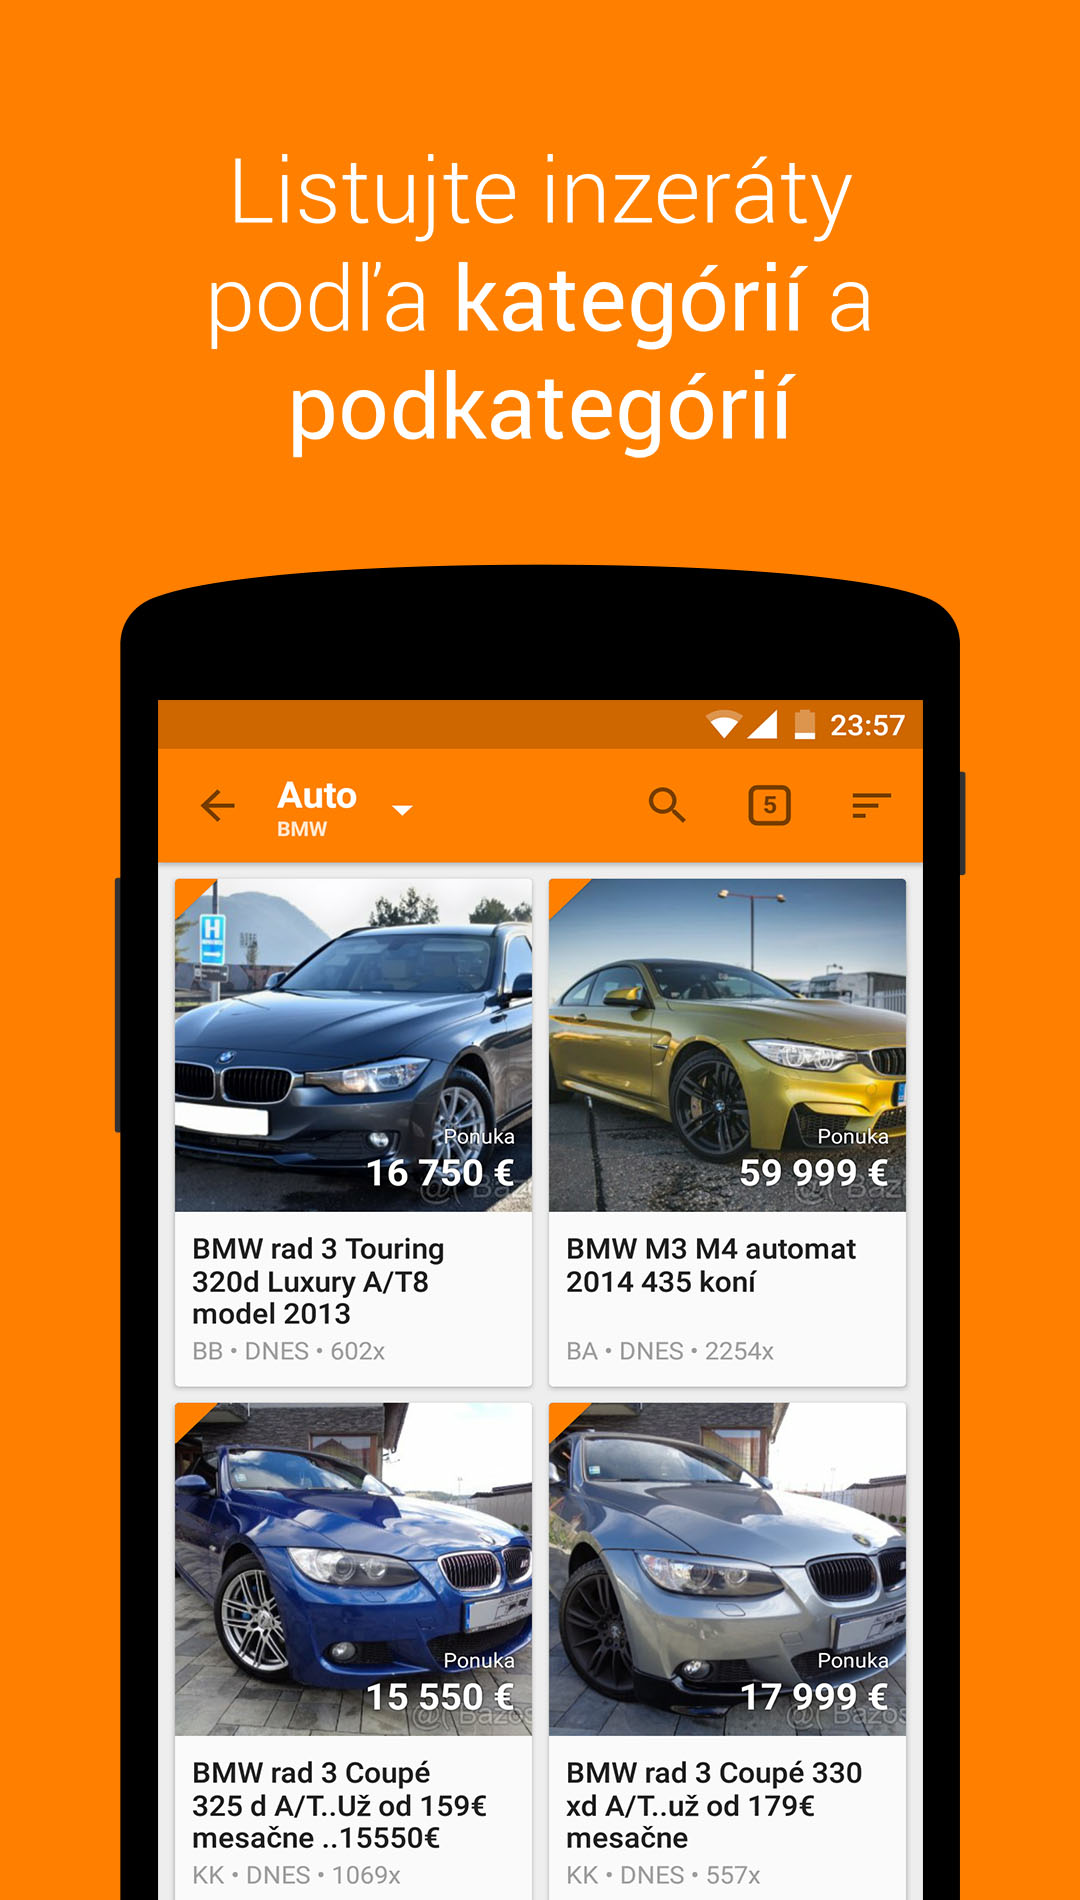 Listujte inzeráty
podľa kategórií a
podkategórií
23:57
Auto
BMW
5
H
Ponuka
16 750 €
Ponuka
59 999 €
BMW rad 3 Touring
320d Luxury A/T8
model 2013
BB • DNES • 602x
BMW M3 M4 automat
2014 435 koní
BA • DNES • 2254x
Ponuka
15 550 €
Ponuka
17 999 €
BMW rad 3 Coupé
325 d A/T..Už od 159€
mesačne ..15550€
KK • DNES • 1069x
BMW rad 3 Coupé 330
xd A/T..už od 179€
mesačne
KK • DNES • 557x